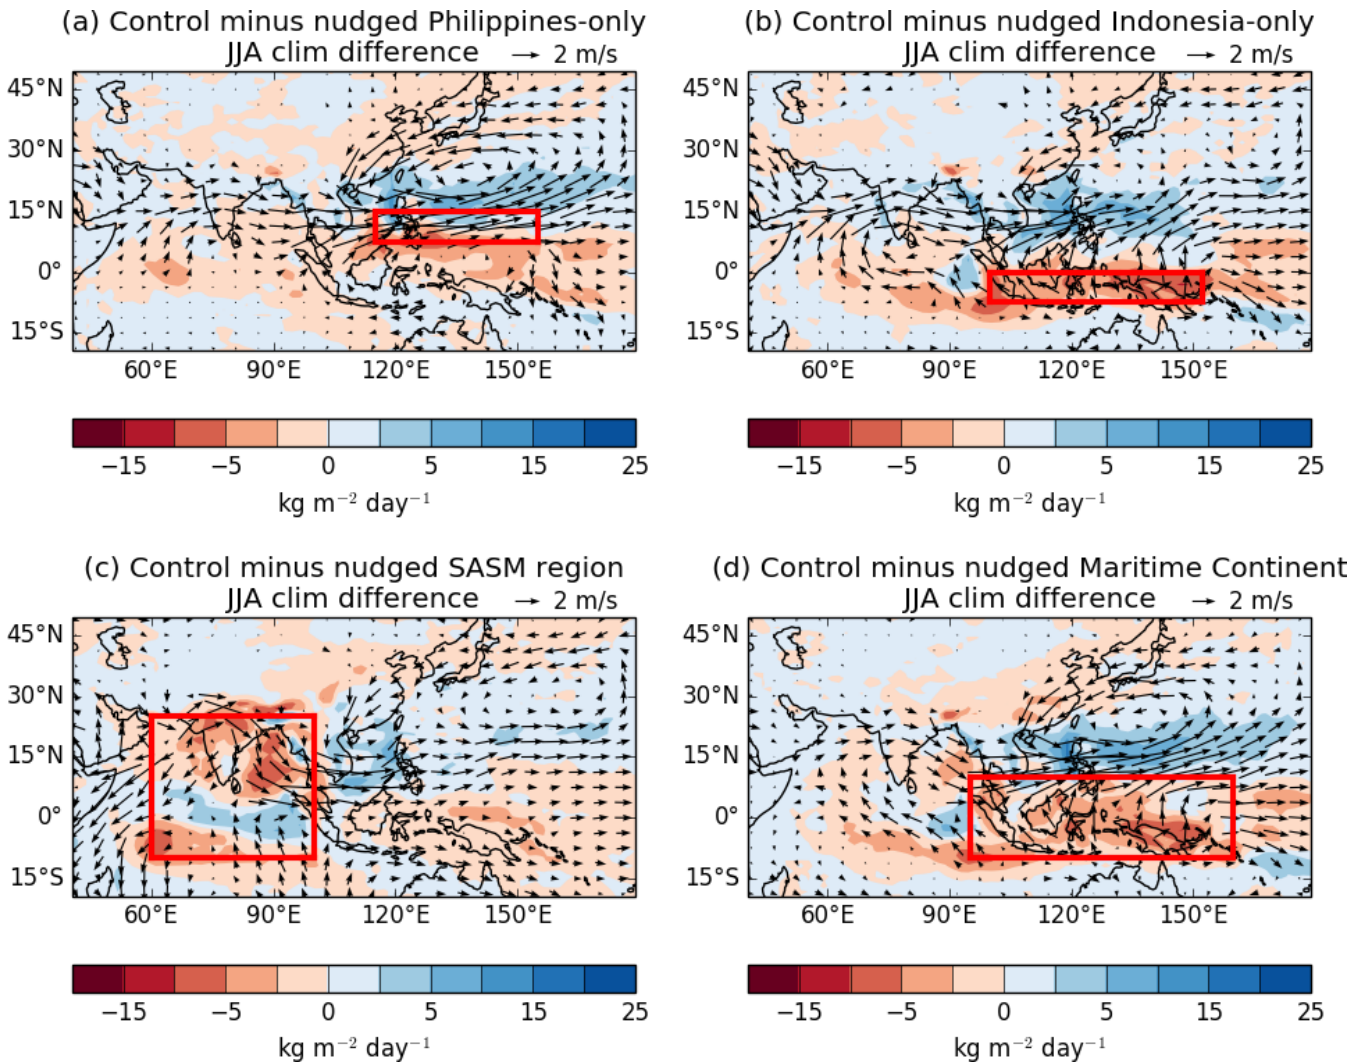 (a) Control minus nudged Philippines-only
JJA clim difference → 2 m/s
45°N
30°N
15°N
0°
15°S
60°E 90°E 120°E 150°E
−15 −5 0 5 15 25
kg m⁻² day⁻¹
(b) Control minus nudged Indonesia-only
JJA clim difference → 2 m/s
45°N
30°N
15°N
0°
15°S
60°E 90°E 120°E 150°E
−15 −5 0 5 15 25
kg m⁻² day⁻¹
(c) Control minus nudged SASM region
JJA clim difference → 2 m/s
45°N
30°N
15°N
0°
15°S
60°E 90°E 120°E 150°E
−15 −5 0 5 15 25
kg m⁻² day⁻¹
(d) Control minus nudged Maritime Continent
JJA clim difference → 2 m/s
45°N
30°N
15°N
0°
15°S
60°E 90°E 120°E 150°E
−15 −5 0 5 15 25
kg m⁻² day⁻¹